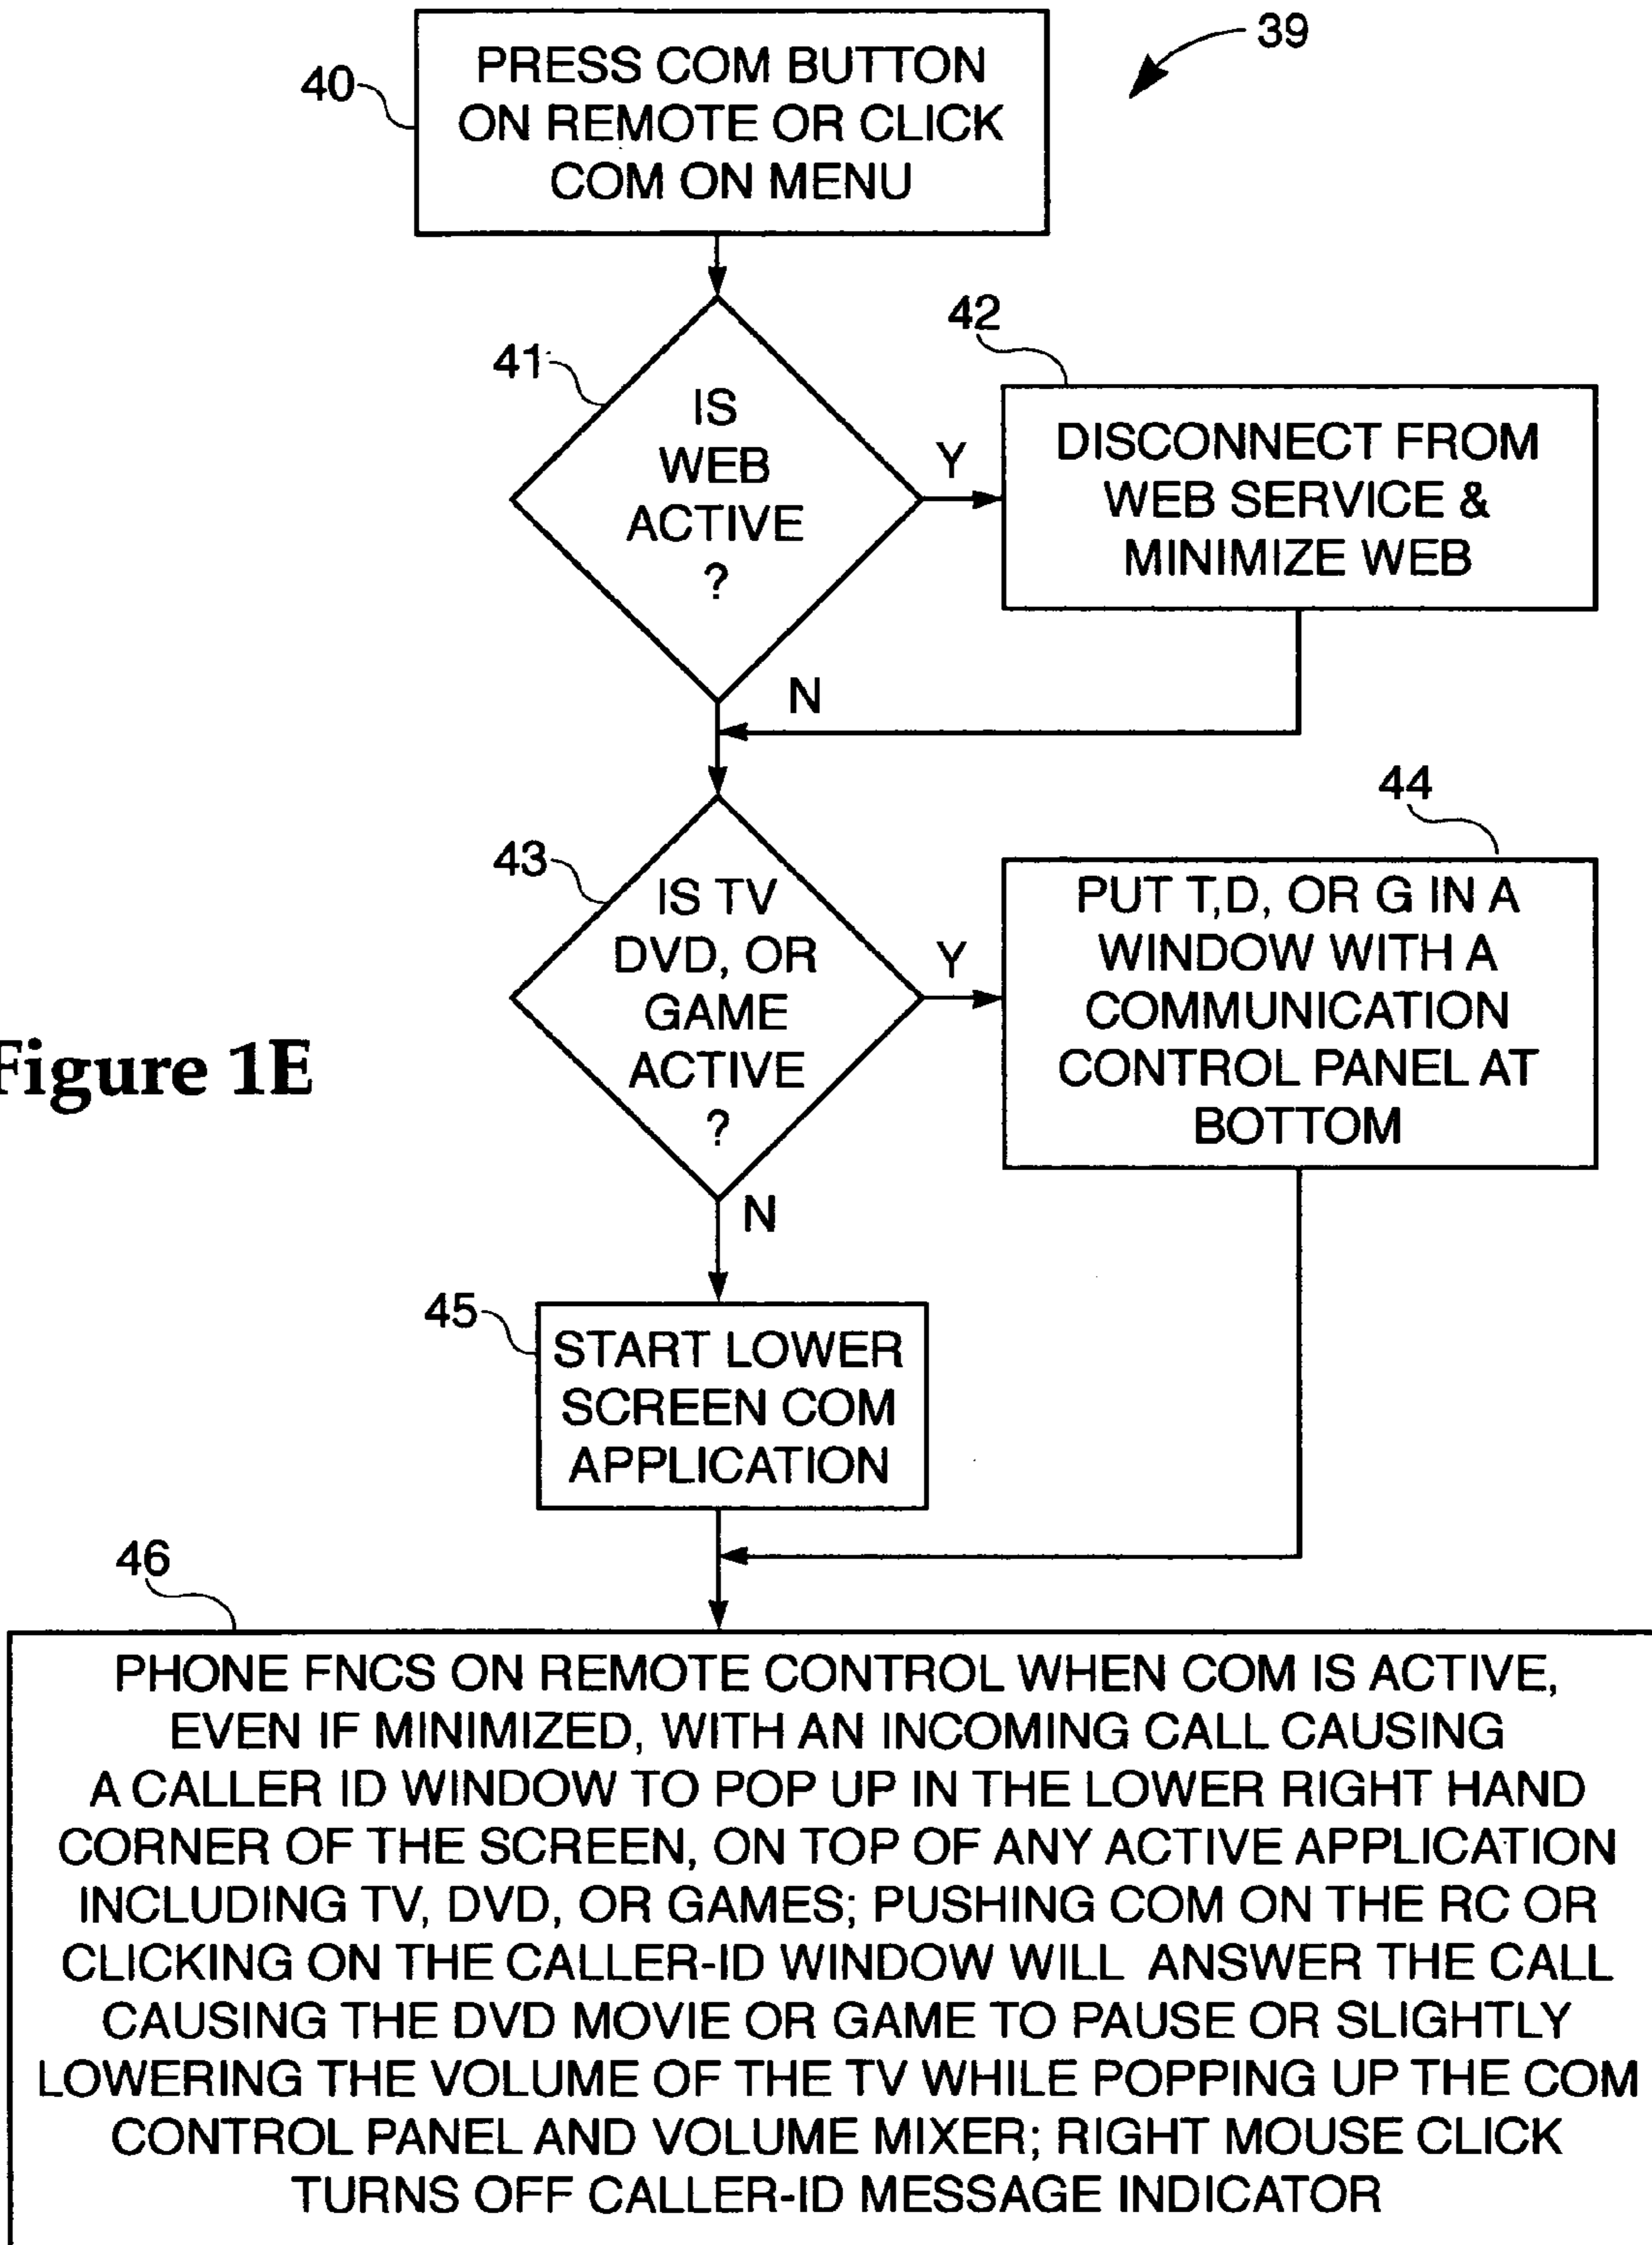 39
40
PRESS COM BUTTON
ON REMOTE OR CLICK
COM ON MENU
42
41
IS
WEB
ACTIVE
?
Y
DISCONNECT FROM
WEB SERVICE &
MINIMIZE WEB
N
44
43
IS TV
DVD, OR
GAME
ACTIVE
?
Y
PUT T,D, OR G IN A
WINDOW WITH A
COMMUNICATION
CONTROL PANEL AT
BOTTOM
Figure 1E
N
45
START LOWER
SCREEN COM
APPLICATION
46
PHONE FNCS ON REMOTE CONTROL WHEN COM IS ACTIVE,
EVEN IF MINIMIZED, WITH AN INCOMING CALL CAUSING
A CALLER ID WINDOW TO POP UP IN THE LOWER RIGHT HAND
CORNER OF THE SCREEN, ON TOP OF ANY ACTIVE APPLICATION
INCLUDING TV, DVD, OR GAMES; PUSHING COM ON THE RC OR
CLICKING ON THE CALLER-ID WINDOW WILL ANSWER THE CALL
CAUSING THE DVD MOVIE OR GAME TO PAUSE OR SLIGHTLY
LOWERING THE VOLUME OF THE TV WHILE POPPING UP THE COM
CONTROL PANEL AND VOLUME MIXER; RIGHT MOUSE CLICK
TURNS OFF CALLER-ID MESSAGE INDICATOR